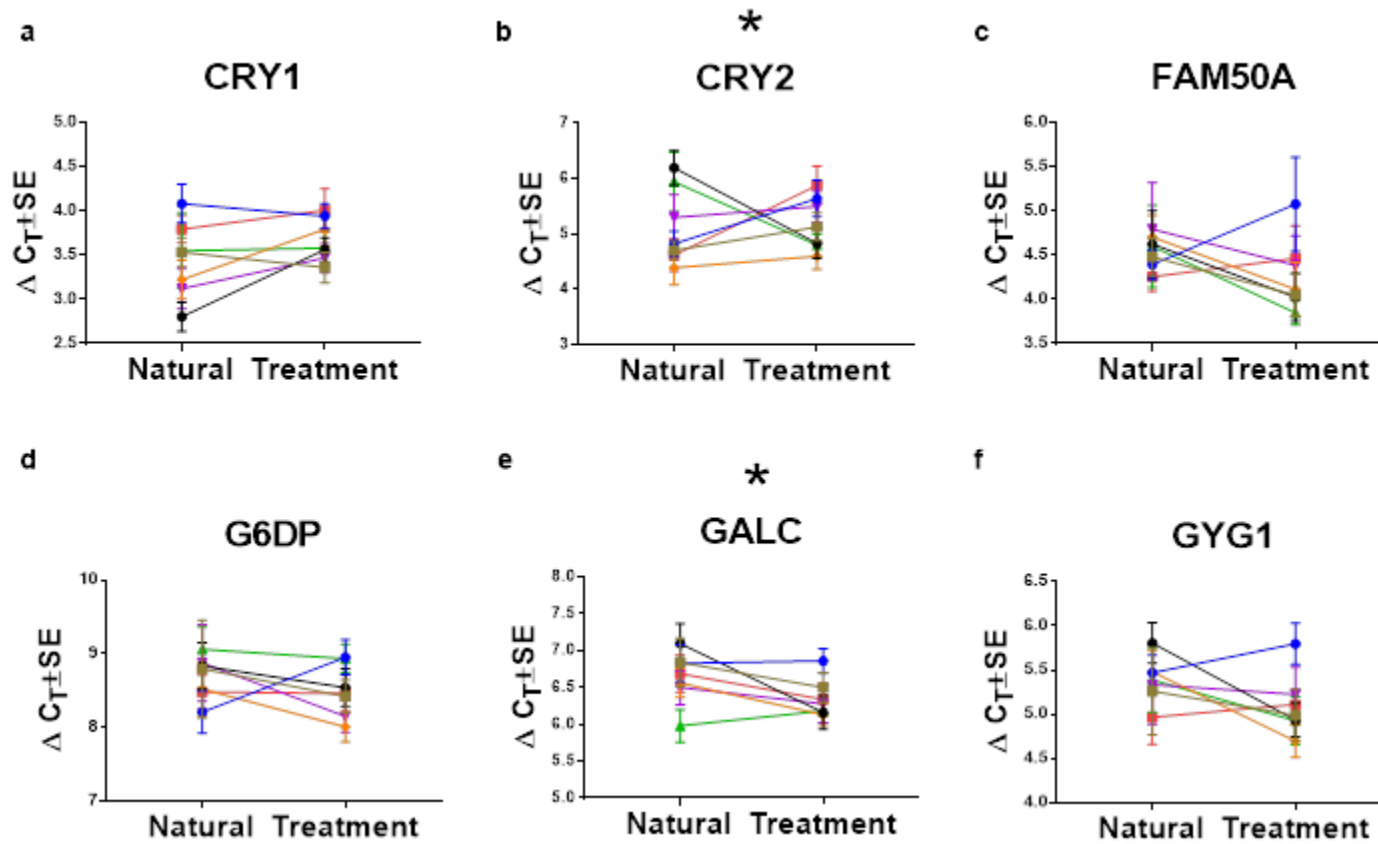 a
b
*
c
CRY1
CRY2
FAM50A
5.0
4.5
4.0
3.5
3.0
2.5
Δ CT±SE
Natural Treatment
7
6
5
4
3
Δ CT±SE
Natural Treatment
6.0
5.5
5.0
4.5
4.0
3.5
Δ CT±SE
Natural Treatment
d
e
*
f
G6DP
GALC
GYG1
10
9
8
7
Δ CT±SE
Natural Treatment
8.0
7.5
7.0
6.5
6.0
5.5
5.0
Δ CT±SE
Natural Treatment
6.5
6.0
5.5
5.0
4.5
4.0
Δ CT±SE
Natural Treatment